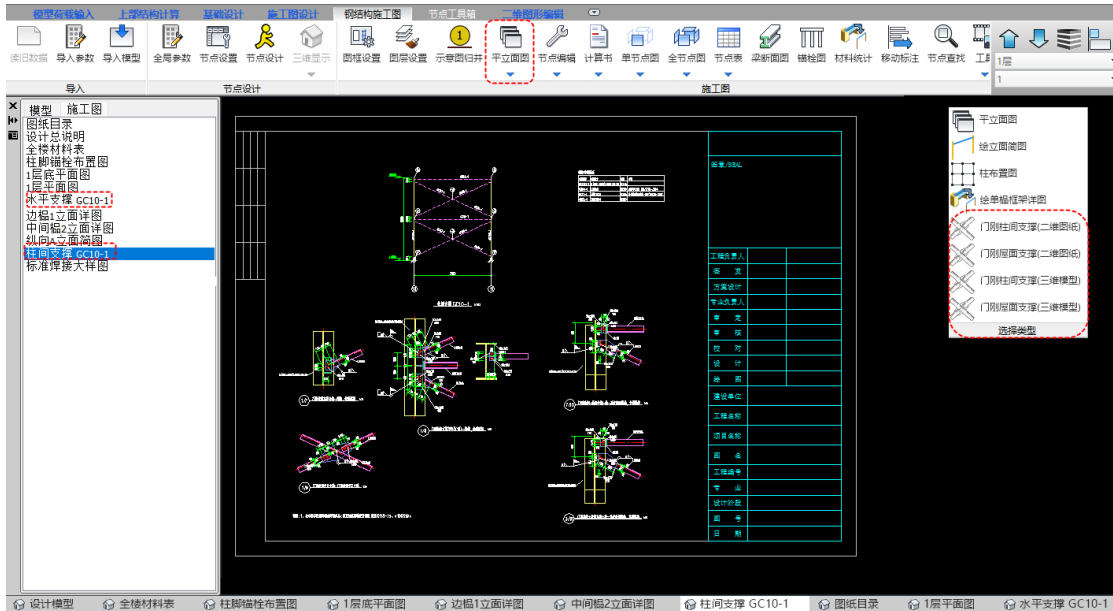 模型荷载输入 上部结构计算 基础设计 施工图设计 钢结构施工图 节点工具箱 二维图形编辑
读旧数据 导入参数 导入模型 全局参数 节点设置 节点设计 三维显示 图框设置 图层设置 示意图归并 平立面图 节点编辑 计算书 单节点图 全节点图 节点表 梁断面图 锚栓图 材料统计 移动标注 节点查找
1层
1
导入 节点设计 施工图
模型 施工图
图纸目录
设计总说明
全楼材料表
柱脚锚栓布置图
1层底平面图
1层平面图
水平支撑 GC10-1
边榀1立面详图
中间榀2立面详图
纵向A立面简图
柱间支撑 GC10-1
标准焊接大样图
签章/SEAL
工程负责人
签 发
方案设计
专业负责人
审 定
审 核
校 对
设 计
绘 图
建设单位
工程名称
项目名称
图 名
工程编号
专 业
设计阶段
图 号
日 期
平立面图
绘立面简图
柱布置图
绘单榀框架详图
门刚柱间支撑(二维图纸)
门刚屋面支撑(二维图纸)
门刚柱间支撑(三维模型)
门刚屋面支撑(三维模型)
选择类型
设计模型 全楼材料表 柱脚锚栓布置图 1层底平面图 边榀1立面详图 中间榀2立面详图 柱间支撑 GC10-1 图纸目录 1层平面图 水平支撑 GC10-1